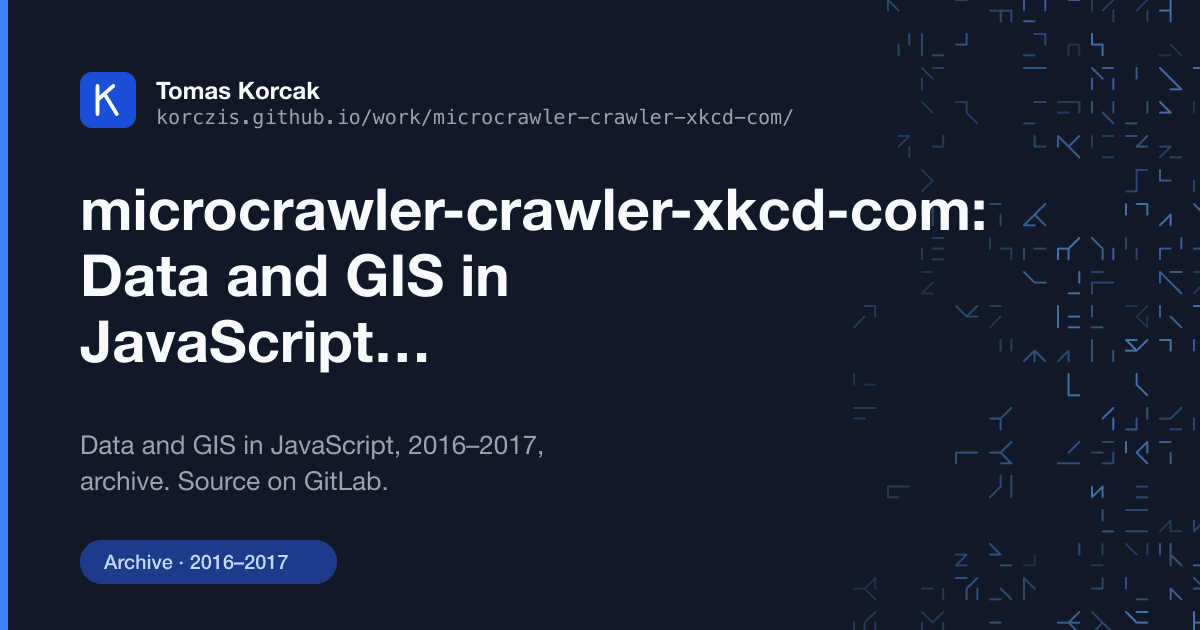 K
Tomas Korcak
korczis.github.io/work/microcrawler-crawler-xkcd-com/
microcrawler-crawler-xkcd-com:
Data and GIS in
JavaScript…
Data and GIS in JavaScript, 2016–2017,
archive. Source on GitLab.
Archive · 2016–2017